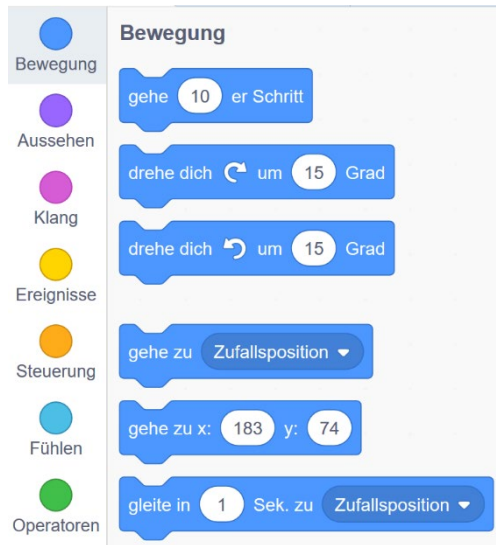 Bewegung
Aussehen
Klang
Ereignisse
Steuerung
Fühlen
Operatoren
Bewegung
gehe 10 er Schritt
drehe dich um 15 Grad
drehe dich um 15 Grad
gehe zu Zufallsposition
gehe zu x: 183 y: 74
gleite in 1 Sek. zu Zufallsposition